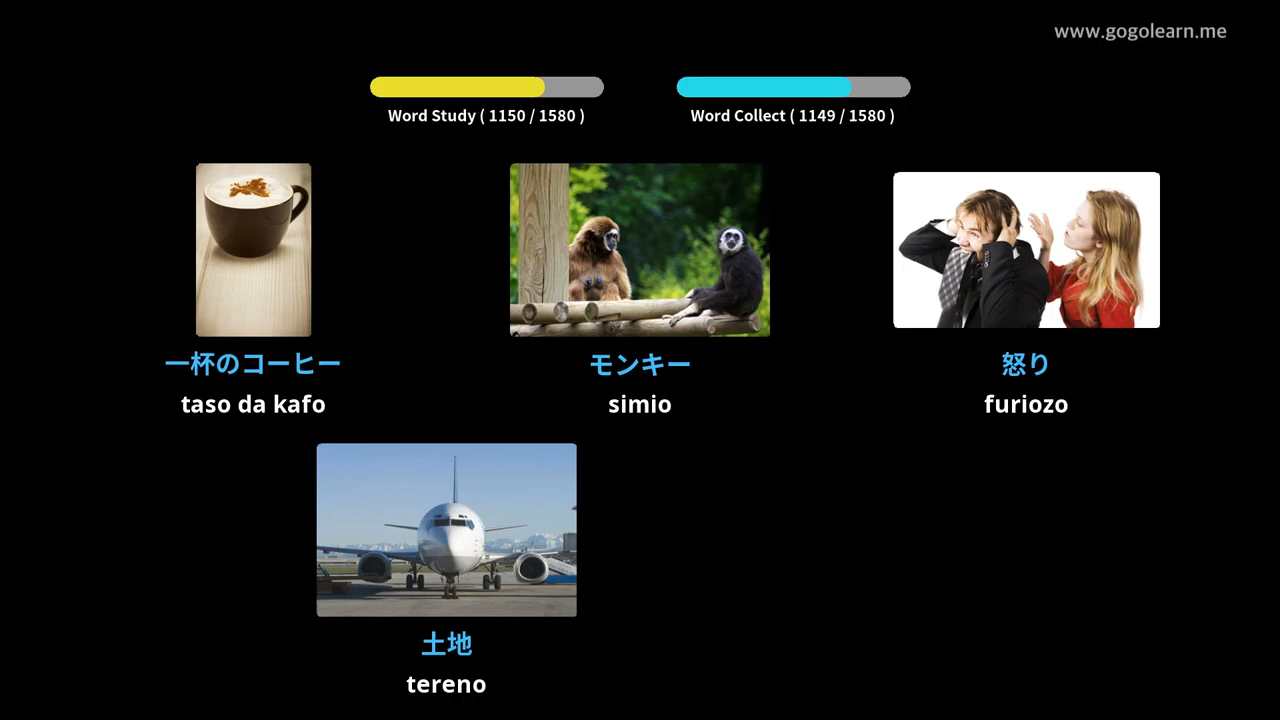 www.gogolearn.me
Word Study ( 1150 / 1580 )
Word Collect ( 1149 / 1580 )
一杯のコーヒー
taso da kafo
モンキー
simio
怒り
furiozo
土地
tereno